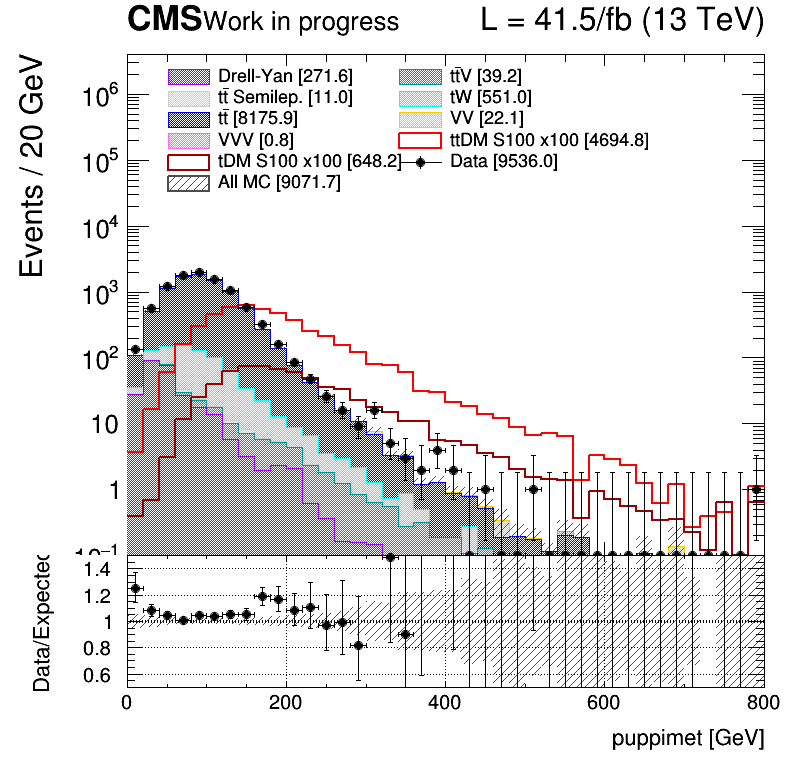 CMS Work in progress L = 41.5/fb (13 TeV)
Events / 20 GeV
Drell-Yan [271.6] tt̄V [39.2]
tt̄ Semilep. [11.0] tW [551.0]
tt̄ [8175.9] VV [22.1]
VVV [0.8] ttDM S100 x100 [4694.8]
tDM S100 x100 [648.2] Data [9536.0]
All MC [9071.7]
10⁶
10⁵
10⁴
10³
10²
10
1
10⁻¹
Data/Expected
1.4
1.2
1
0.8
0.6
0 200 400 600 800
puppimet [GeV]